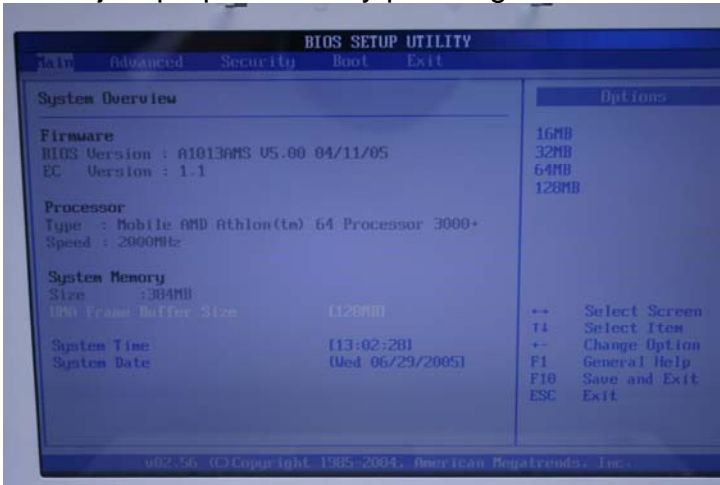 BIOS SETUP UTILITY
Main Advanced Security Boot Exit
System Overview
Options
Firmware
BIOS Version : A1013AMS V5.00 04/11/05
EC Version : 1.1
16MB
32MB
64MB
128MB
Processor
Type : Mobile AMD Athlon(tm) 64 Processor 3000+
Speed : 2000MHz
System Memory
Size :384MB
UMA Frame Buffer Size [128MB]
System Time [13:02:28]
System Date [Wed 06/29/2005]
↔ Select Screen
↑↓ Select Item
+- Change Option
F1 General Help
F10 Save and Exit
ESC Exit
v02.56 (C)Copyright 1985-2004, American Megatrends, Inc.